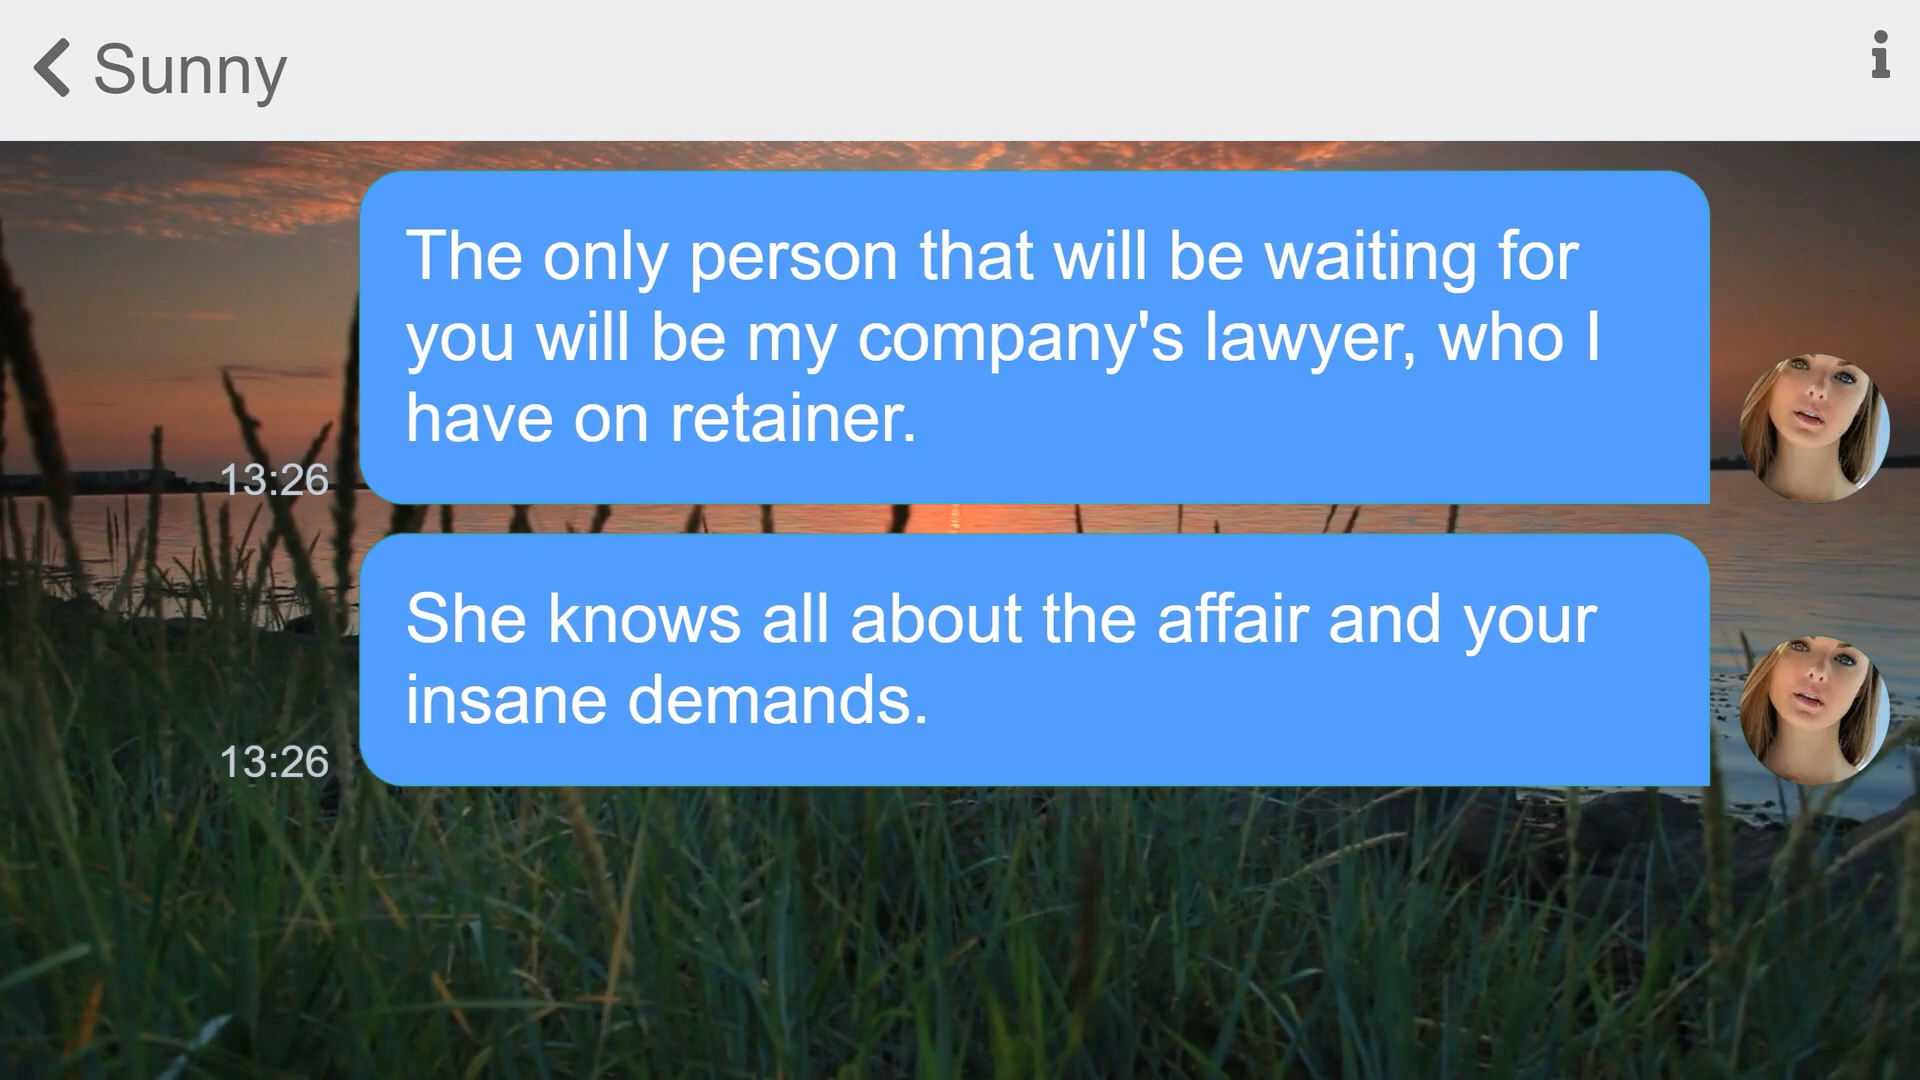 Sunny
The only person that will be waiting for
you will be my company's lawyer, who I
have on retainer.
13:26
She knows all about the affair and your
insane demands.
13:26